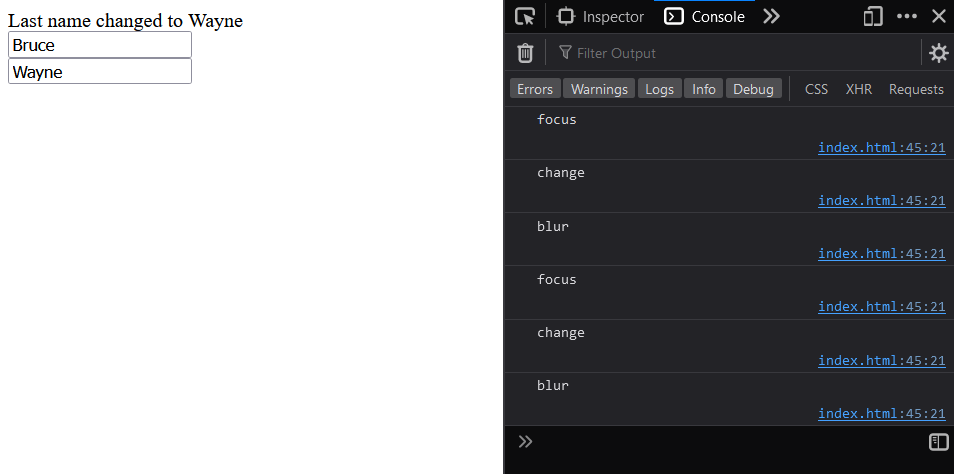 Last name changed to Wayne
Bruce
Wayne
Inspector
Console
Filter Output
Errors Warnings Logs Info Debug CSS XHR Requests
focus
index.html:45:21
change
index.html:45:21
blur
index.html:45:21
focus
index.html:45:21
change
index.html:45:21
blur
index.html:45:21